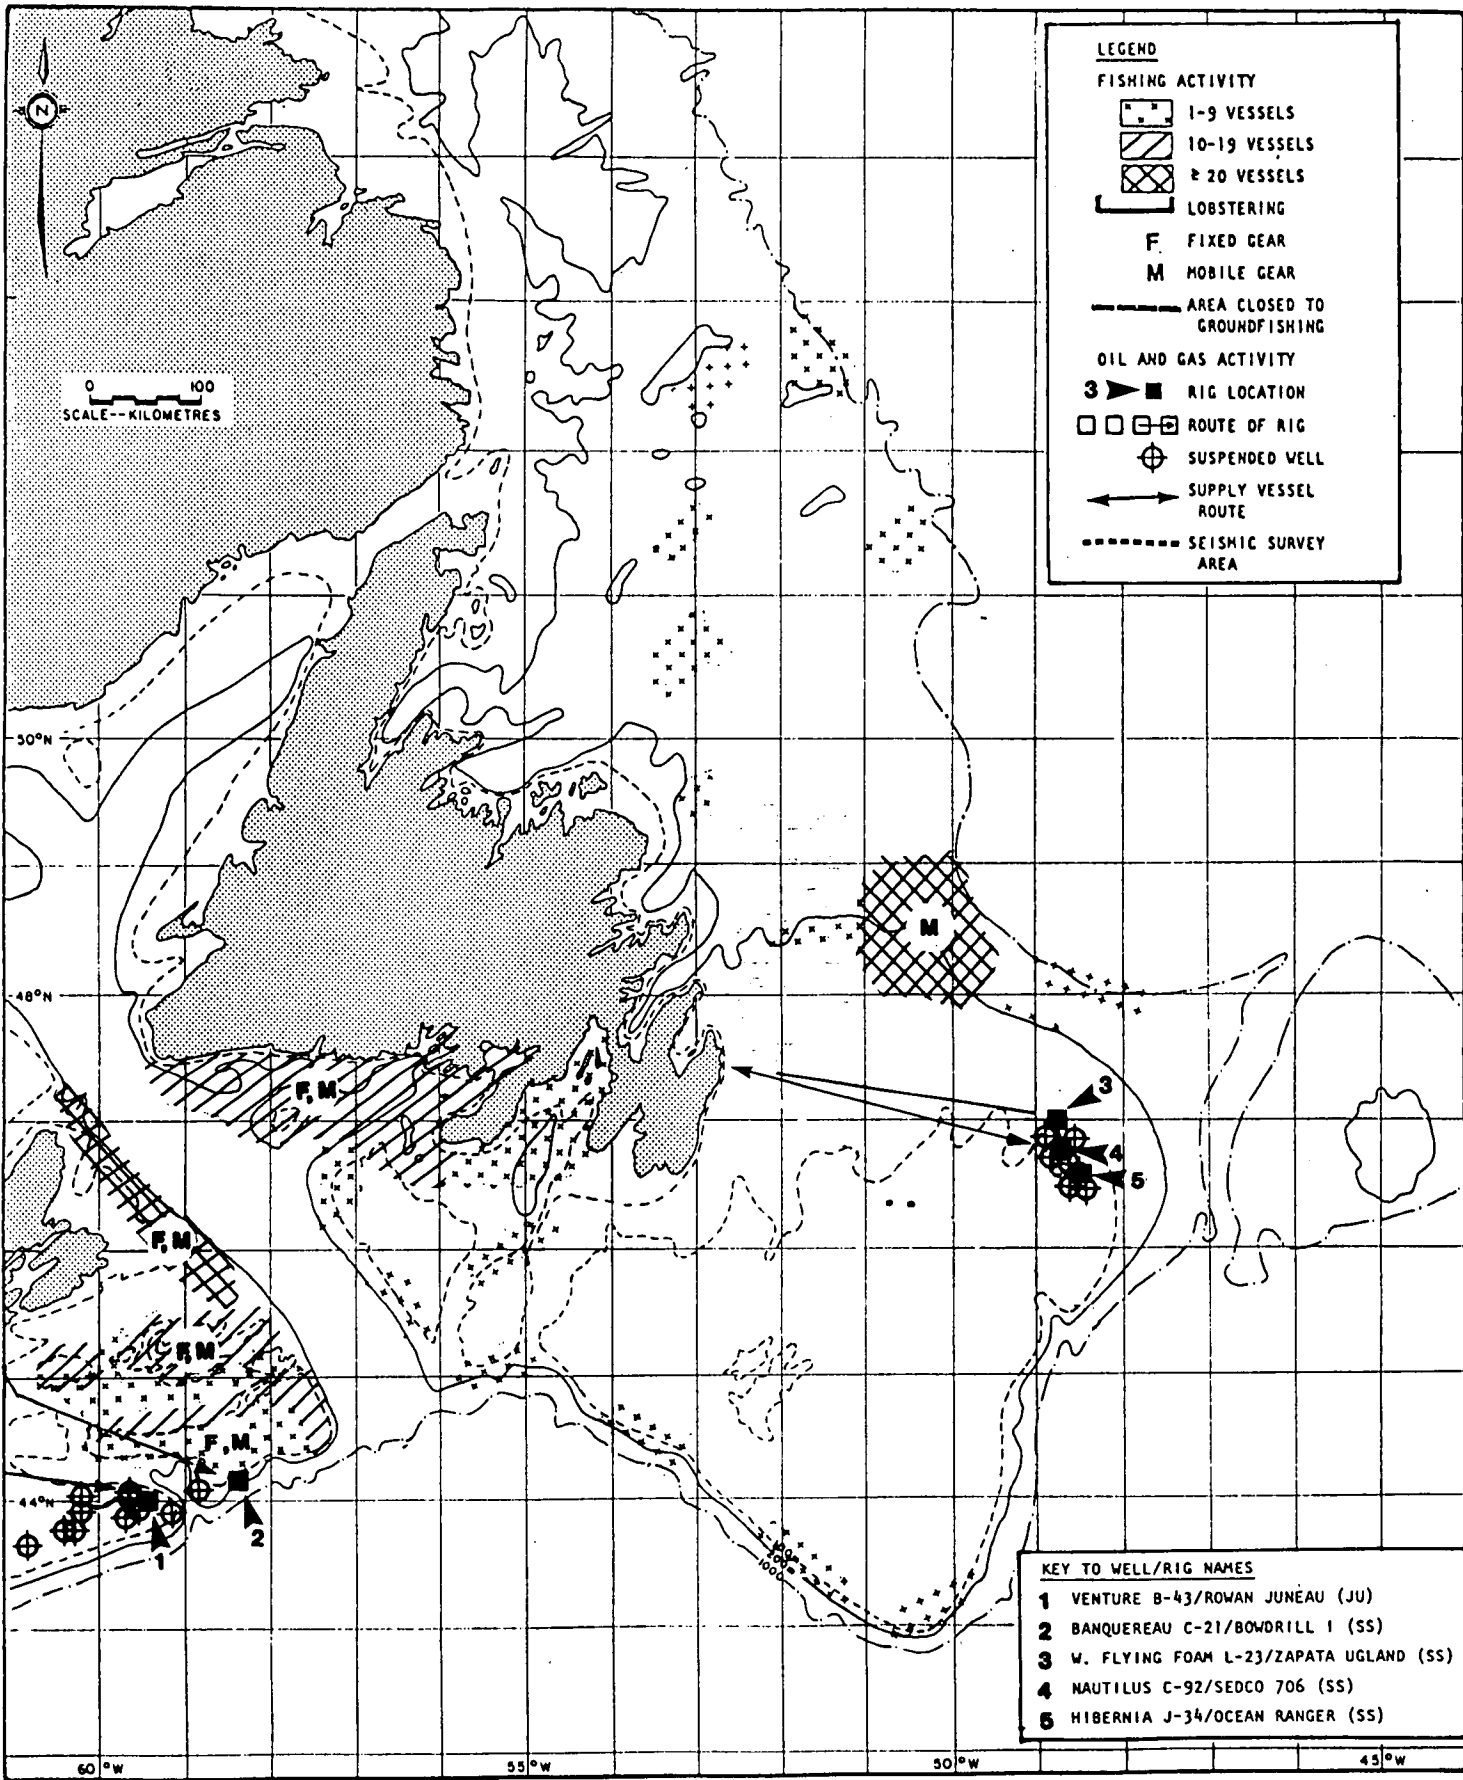 N
LEGEND
FISHING ACTIVITY
1-9 VESSELS
10-19 VESSELS
≥ 20 VESSELS
LOBSTERING
F FIXED GEAR
M MOBILE GEAR
AREA CLOSED TO
GROUNDFISHING
OIL AND GAS ACTIVITY
3 RIG LOCATION
ROUTE OF RIG
SUSPENDED WELL
SUPPLY VESSEL
ROUTE
SEISMIC SURVEY
AREA
0 100
SCALE--KILOMETRES
50°N
M
48°N
L
F, M
3
4
5
F, M
F, M
F, M
44°N
1
2
200
1000
KEY TO WELL/RIG NAMES
1 VENTURE B-43/ROWAN JUNEAU (JU)
2 BANQUEREAU C-21/BOWDRILL 1 (SS)
3 W. FLYING FOAM L-23/ZAPATA UGLAND (SS)
4 NAUTILUS C-92/SEDCO 706 (SS)
5 HIBERNIA J-34/OCEAN RANGER (SS)
60°W
55°W
50°W
45°W